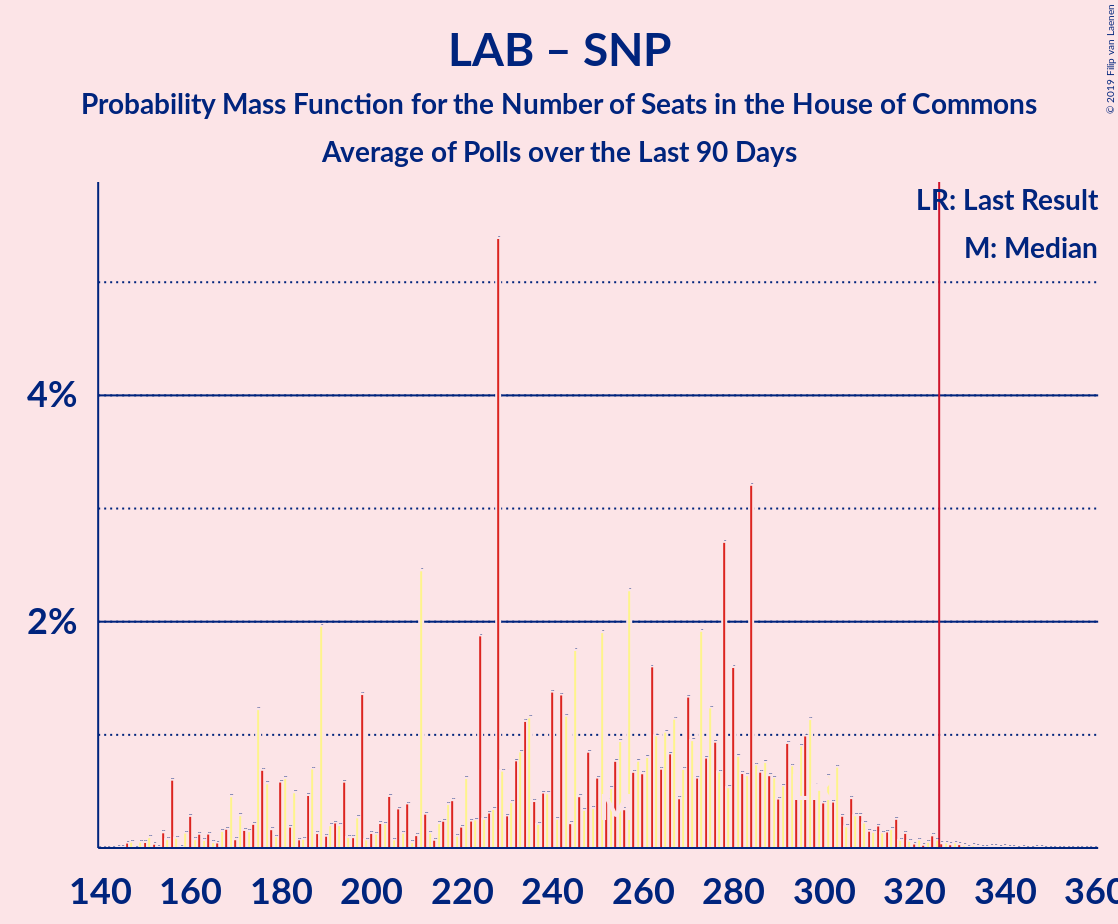 LAB – SNP
Probability Mass Function for the Number of Seats in the House of Commons
Average of Polls over the Last 90 Days
© 2019 Filip van Laenen
LR: Last Result
M: Median
4%
2%
140 160 180 200 220 240 260 280 300 320 340 360